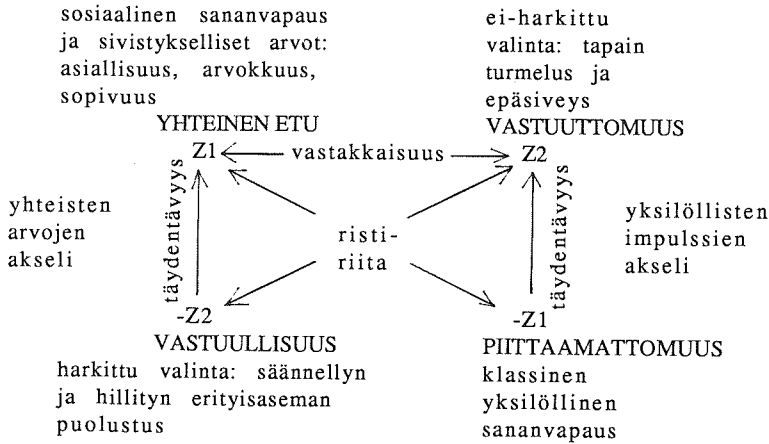 sosiaalinen sananvapaus
ja sivistykselliset arvot:
asiallisuus, arvokkuus,
sopivuus
YHTEINEN ETU
ei-harkittu
valinta: tapain
turmelus ja
epäsiveys
VASTUUTTOMUUS
Z1
vastakkaisuus
Z2
yhteisten
arvojen
akseli
täydentävyys
risti-
riita
täydentävyys
yksilöllisten
impulssien
akseli
-Z2
VASTUULLISUUS
harkittu valinta: säännellyn
ja hillityn erityisaseman
puolustus
-Z1
PIITTAAMATTOMUUS
klassinen
yksilöllinen
sananvapaus